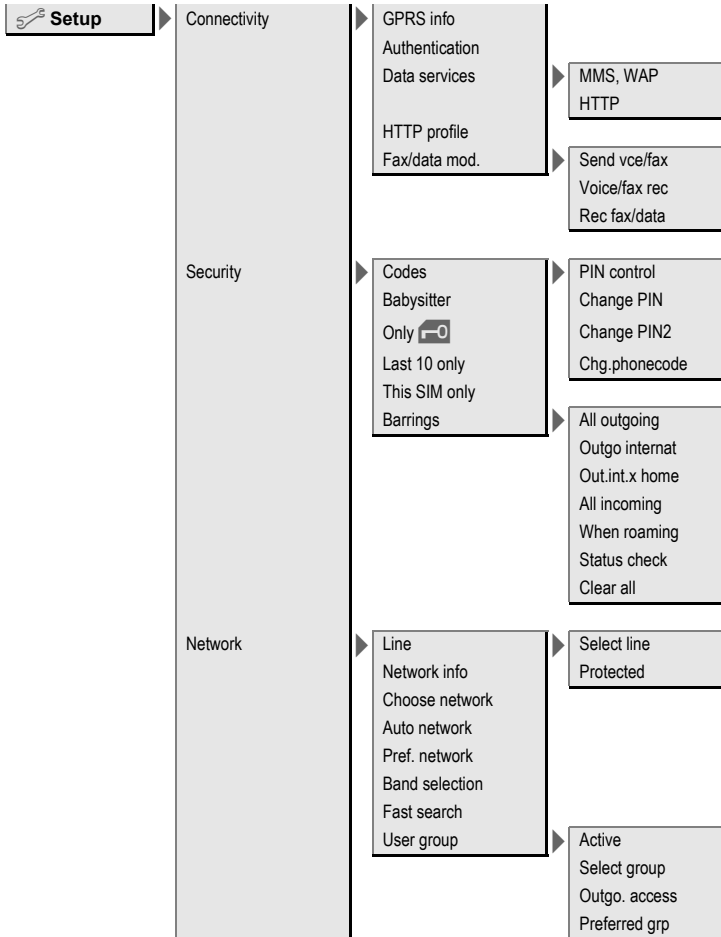 Setup
Connectivity
GPRS info
Authentication
Data services
MMS, WAP
HTTP
HTTP profile
Fax/data mod.
Send vce/fax
Voice/fax rec
Rec fax/data
Security
Codes
PIN control
Change PIN
Change PIN2
Chg.phonecode
Babysitter
Only
Last 10 only
This SIM only
Barrings
All outgoing
Outgo internat
Out.int.x home
All incoming
When roaming
Status check
Clear all
Network
Line
Select line
Protected
Network info
Choose network
Auto network
Pref. network
Band selection
Fast search
User group
Active
Select group
Outgo. access
Preferred grp